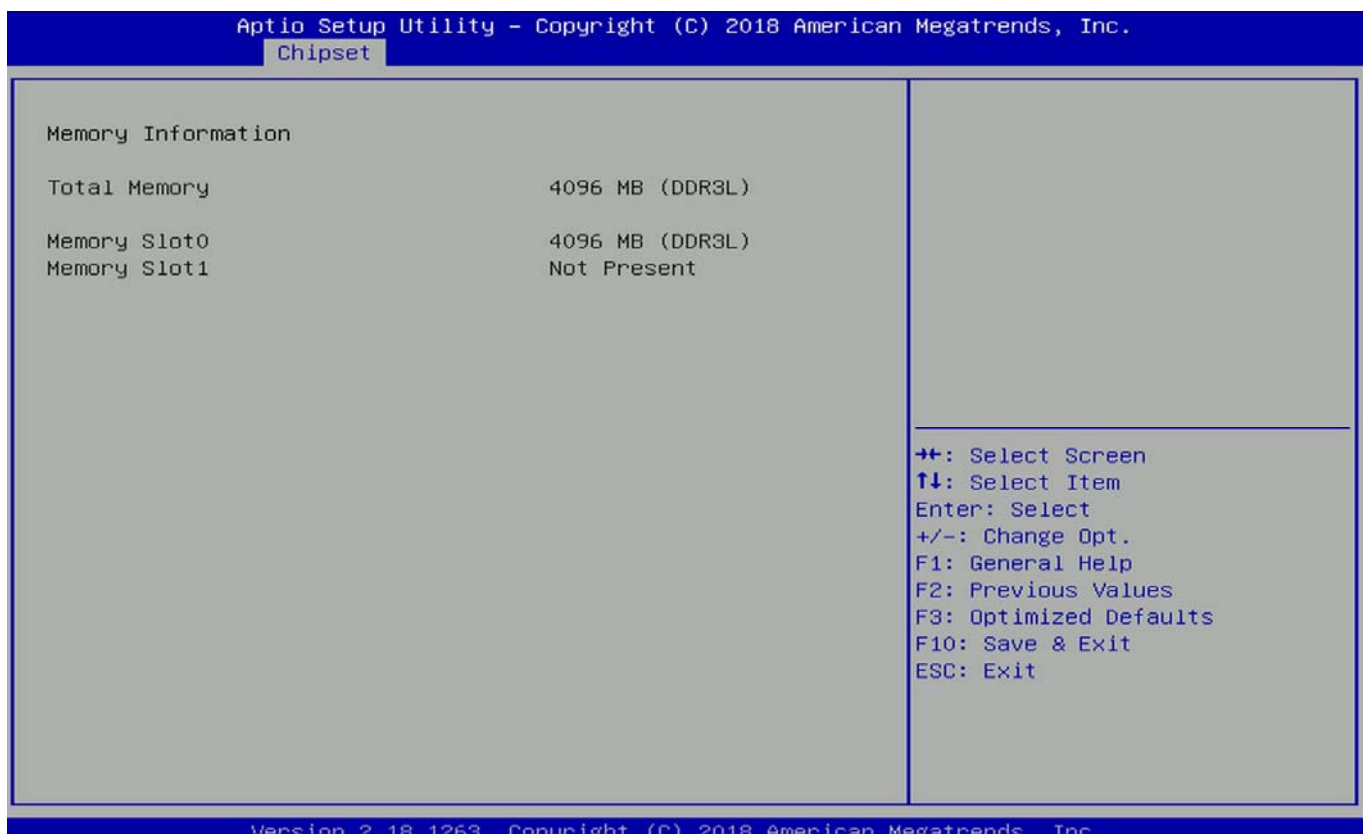 Aptio Setup Utility – Copyright (C) 2018 American Megatrends, Inc.
Chipset
Memory Information
Total Memory 4096 MB (DDR3L)
Memory Slot0 4096 MB (DDR3L)
Memory Slot1 Not Present
→←: Select Screen
↑↓: Select Item
Enter: Select
+/-: Change Opt.
F1: General Help
F2: Previous Values
F3: Optimized Defaults
F10: Save & Exit
ESC: Exit
Version 2.18.1263. Copyright (C) 2018 American Megatrends, Inc.